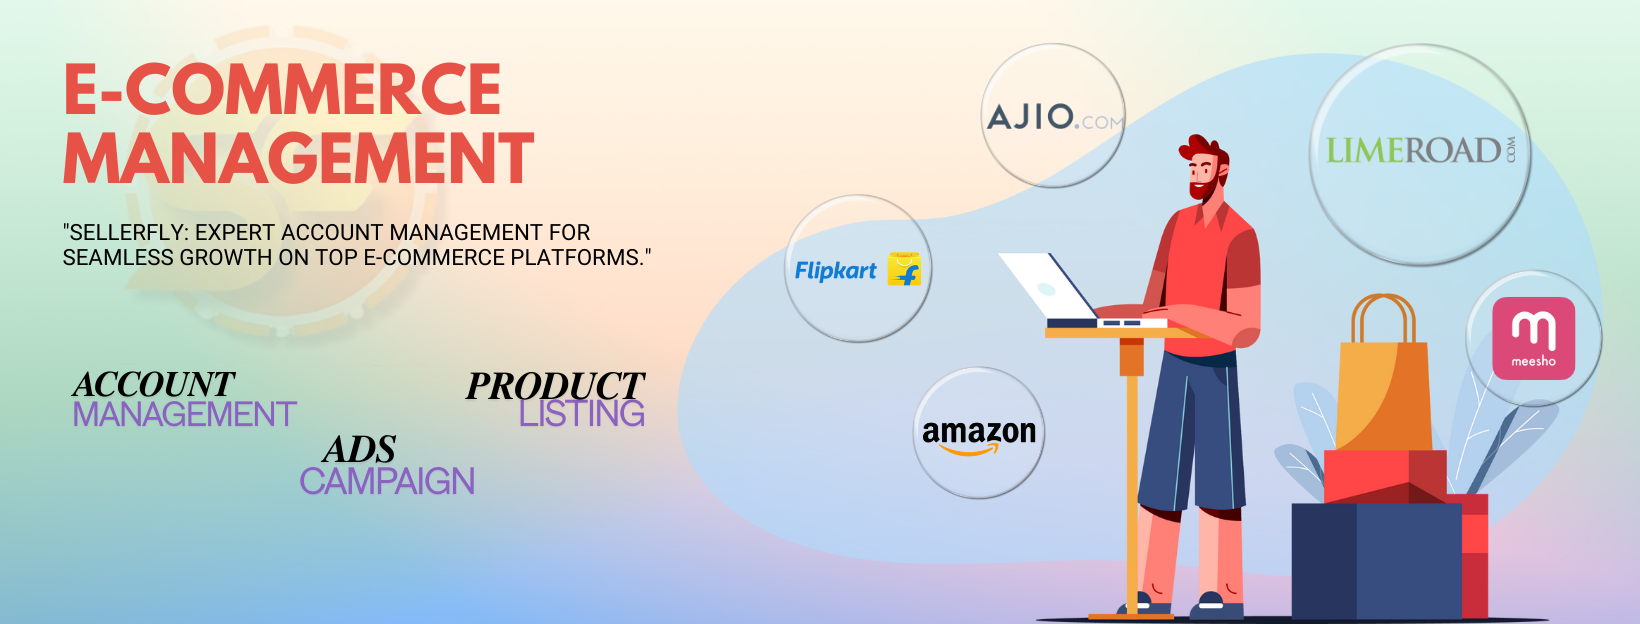 E-COMMERCE
MANAGEMENT
"SELLERFLY: EXPERT ACCOUNT MANAGEMENT FOR
SEAMLESS GROWTH ON TOP E-COMMERCE PLATFORMS."
ACCOUNT
MANAGEMENT
PRODUCT
LISTING
ADS
CAMPAIGN
AJIO.COM
LIMEROAD.COM
Flipkart
meesho
amazon